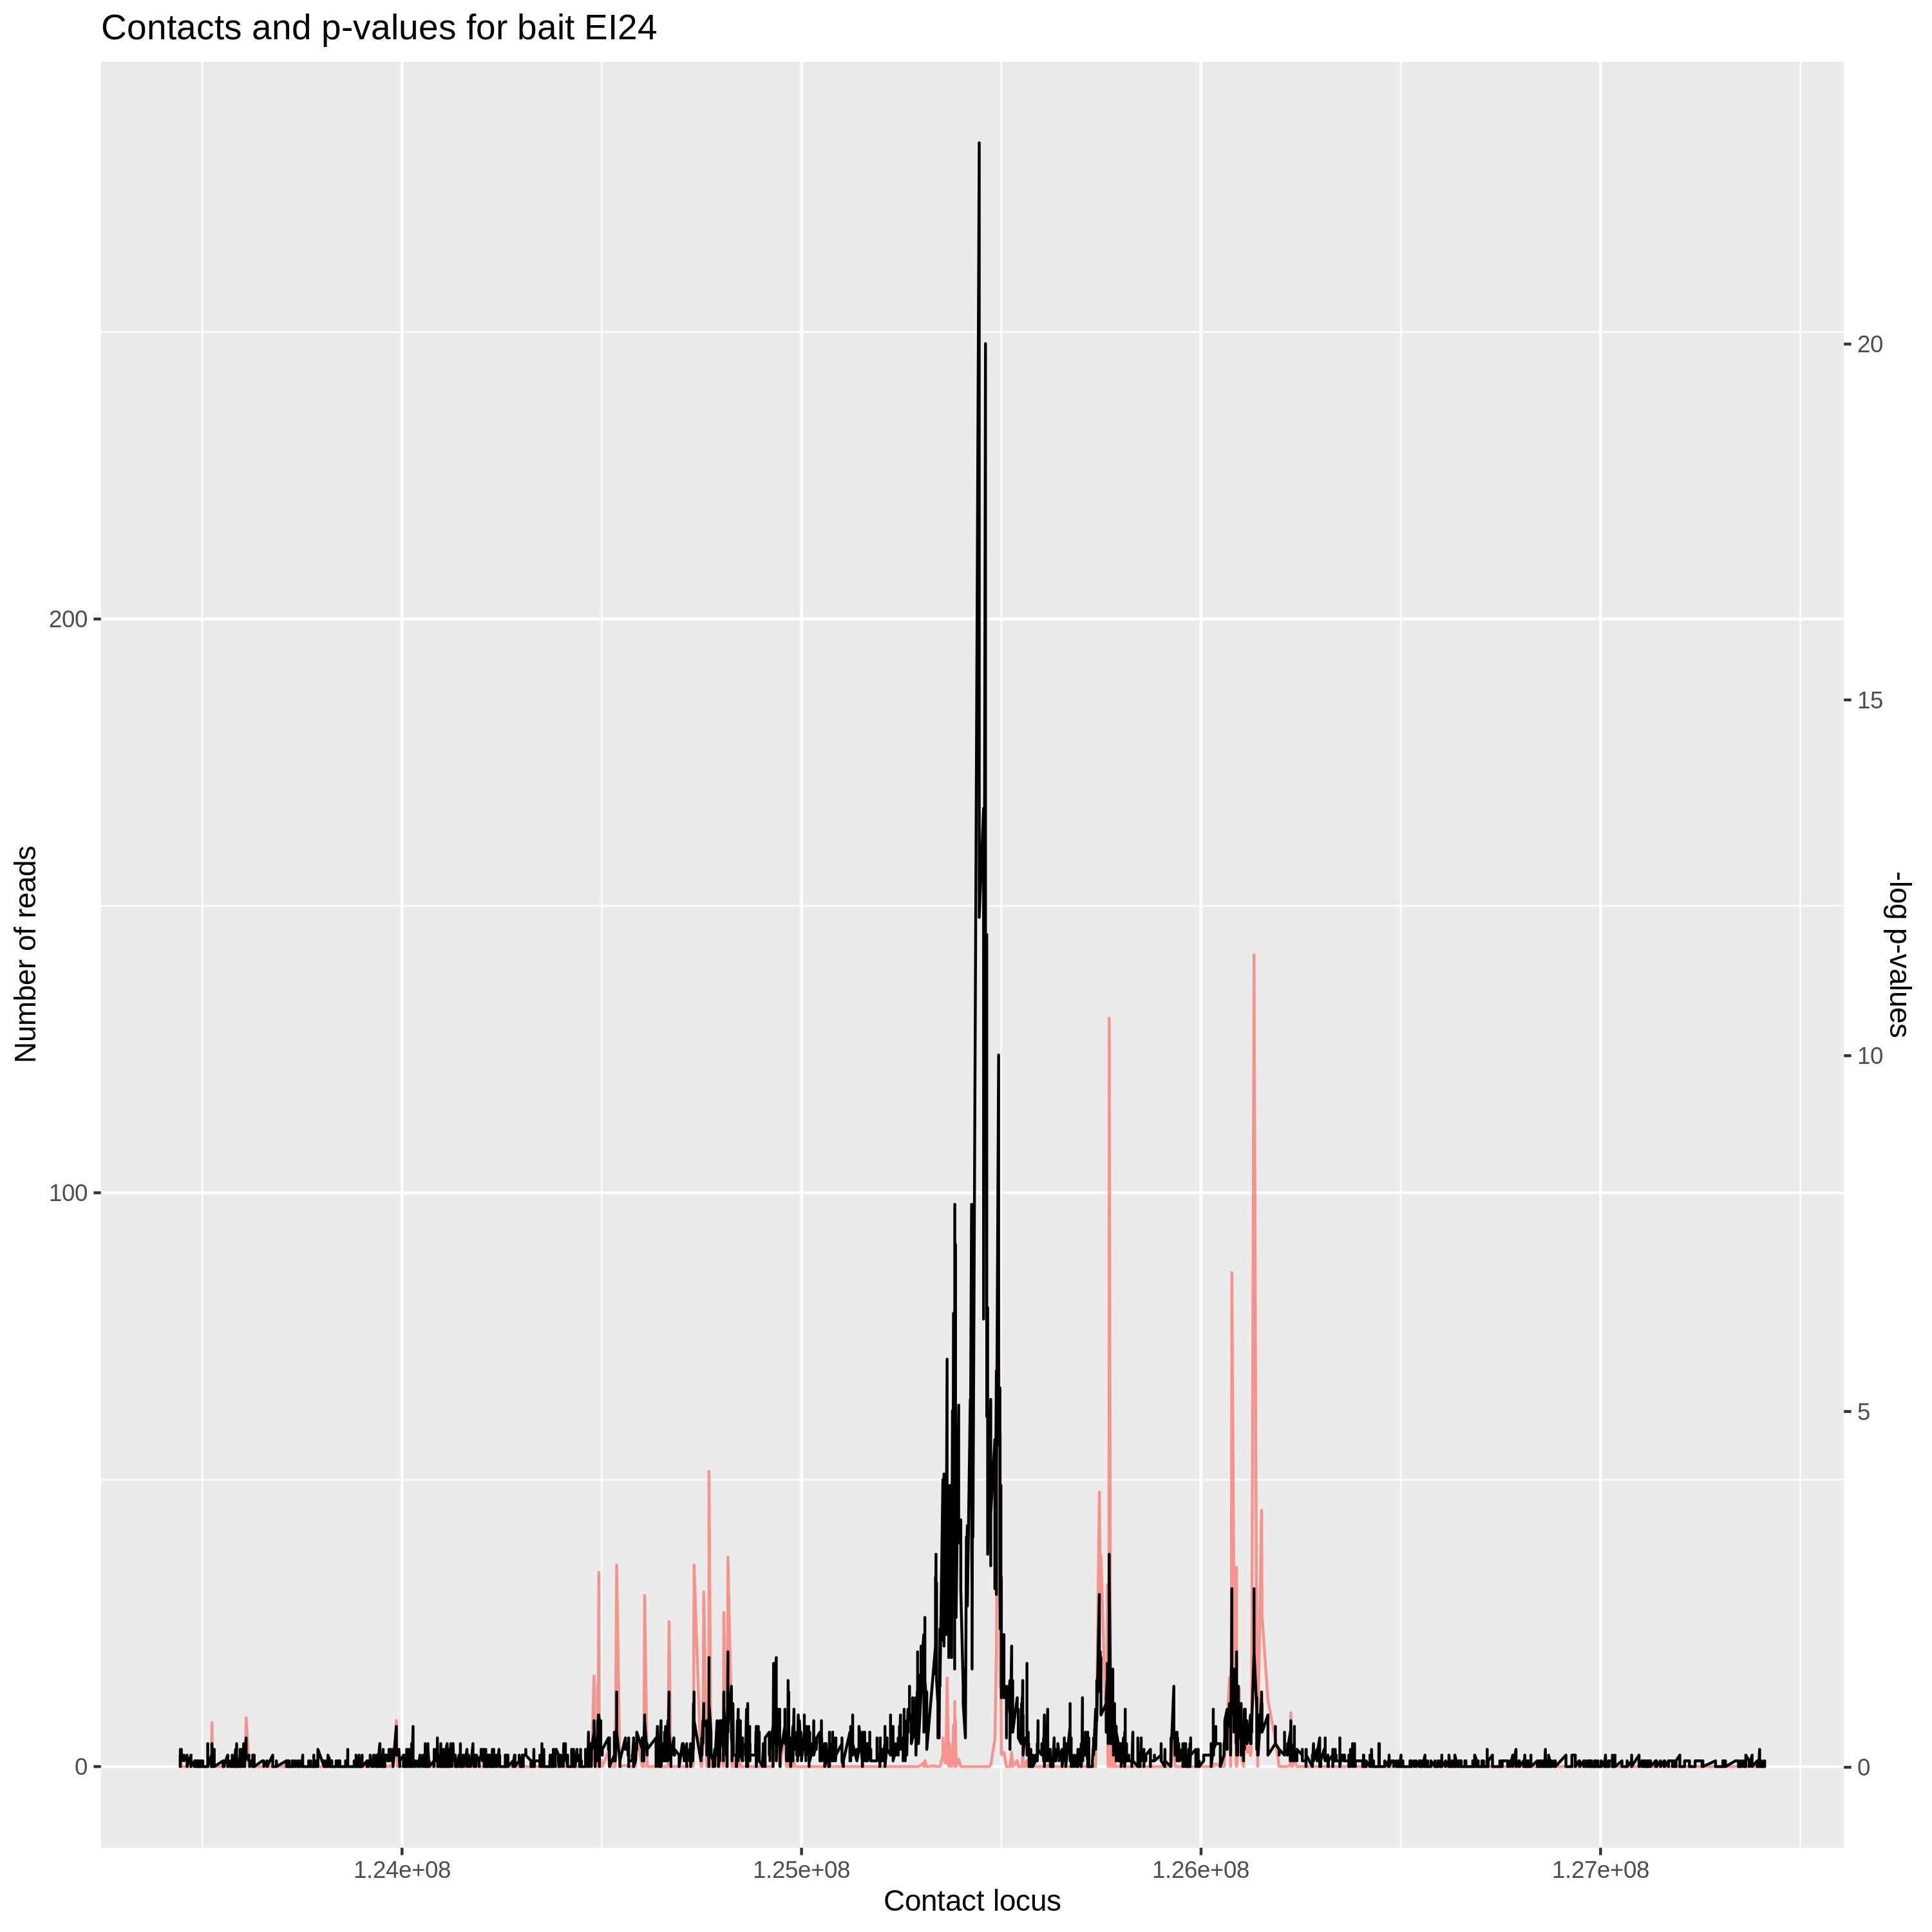 Contacts and p-values for bait EI24
Number of reads
200
100
0
20
15
10
5
0
-log p-values
1.24e+08
1.25e+08
1.26e+08
1.27e+08
Contact locus